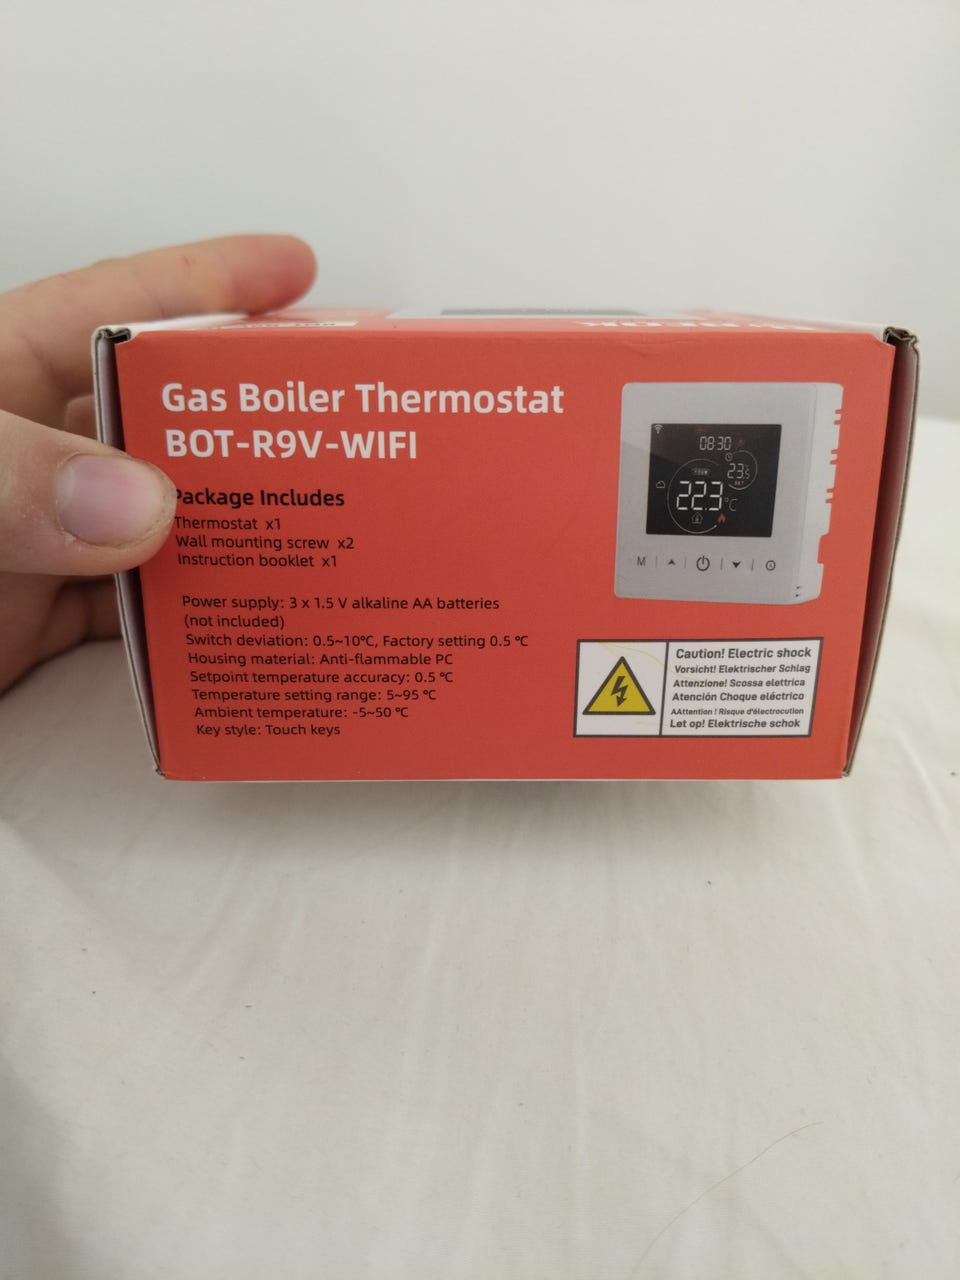 Gas Boiler Thermostat
BOT-R9V-WIFI
Package Includes
Thermostat x1
Wall mounting screw x2
Instruction booklet x1
Power supply: 3 x 1.5 V alkaline AA batteries
(not included)
Switch deviation: 0.5~10℃, Factory setting 0.5 ℃
Housing material: Anti-flammable PC
Setpoint temperature accuracy: 0.5 ℃
Temperature setting range: 5~95 ℃
Ambient temperature: -5~50 ℃
Key style: Touch keys
08:30
23.5
SET
22.3 °C
M
Caution! Electric shock
Vorsicht! Elektrischer Schlag
Attenzione! Scossa elettrica
Atención Choque eléctrico
AAttention ! Risque d'électrocution
Let op! Elektrische schok